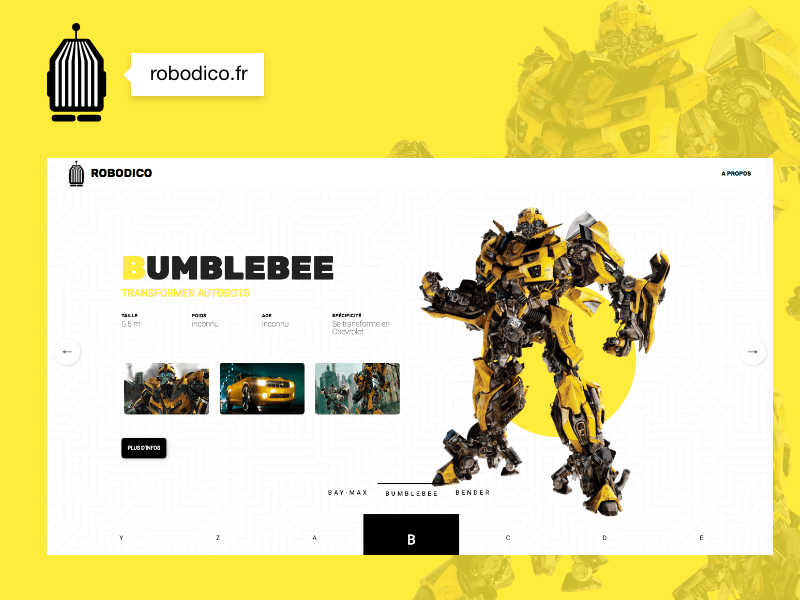 robodico.fr
ROBODICO
A PROPOS
BUMBLEBEE
TRANSFORMER AUTOBOTS
TAILLE
5.5 m
POIDS
inconnu
AGE
inconnu
SPÉCIFICITÉ
Se transforme en
Chevrolet
PLUS D'INFOS
BAY-MAX BUMBLEBEE BENDER
Y Z A B C D E